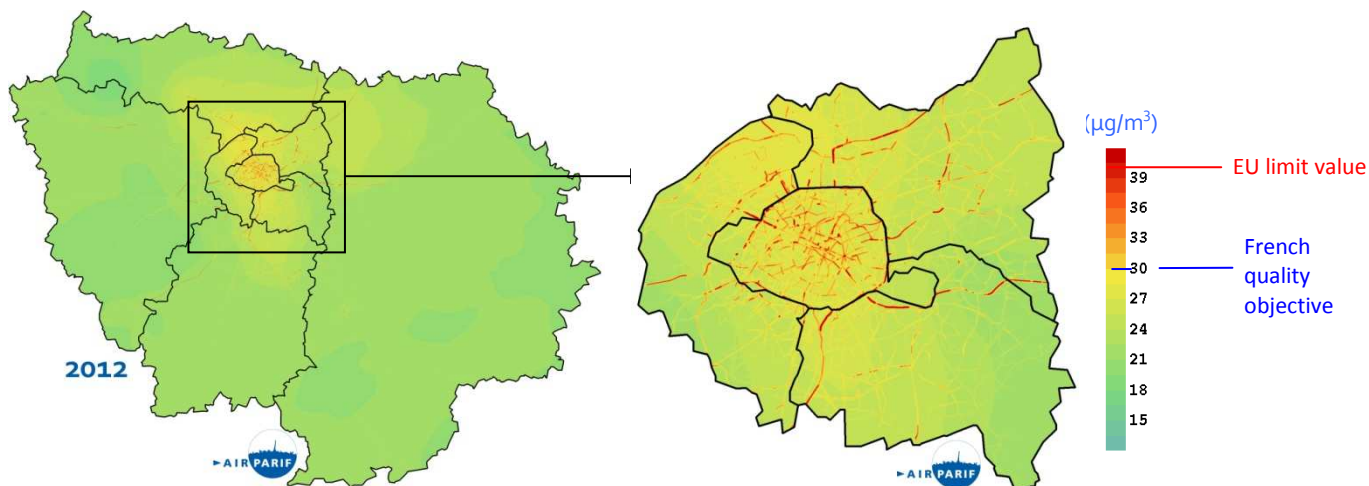 2012
AIRPARIF
AIRPARIF
(µg/m³)
39
36
33
30
27
24
21
18
15
EU limit value
French
quality
objective